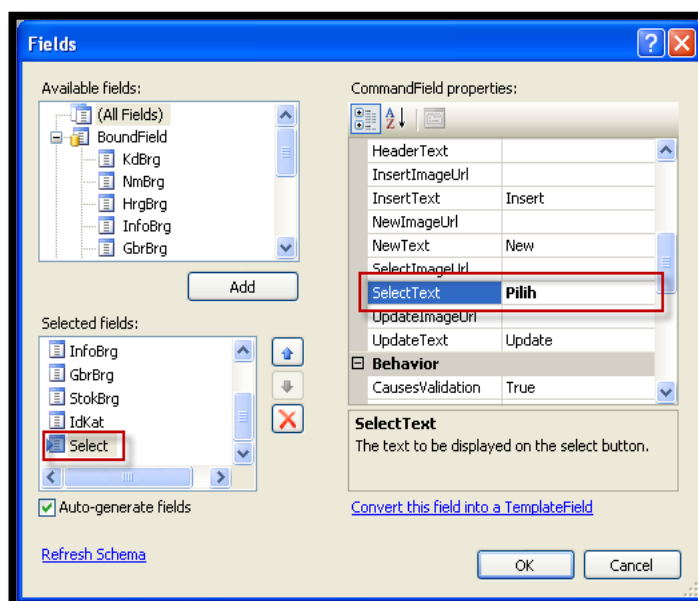 Fields
Available fields:
(All Fields)
BoundField
KdBrg
NmBrg
HrgBrg
InfoBrg
GbrBrg
Add
Selected fields:
InfoBrg
GbrBrg
StokBrg
IdKat
Select
Auto-generate fields
Refresh Schema
CommandField properties:
HeaderText
InsertImageUrl
InsertText Insert
NewImageUrl
NewText New
SelectImageUrl
SelectText Pilih
UpdateImageUrl
UpdateText Update
Behavior
CausesValidation True
SelectText
The text to be displayed on the select button.
Convert this field into a TemplateField
OK Cancel